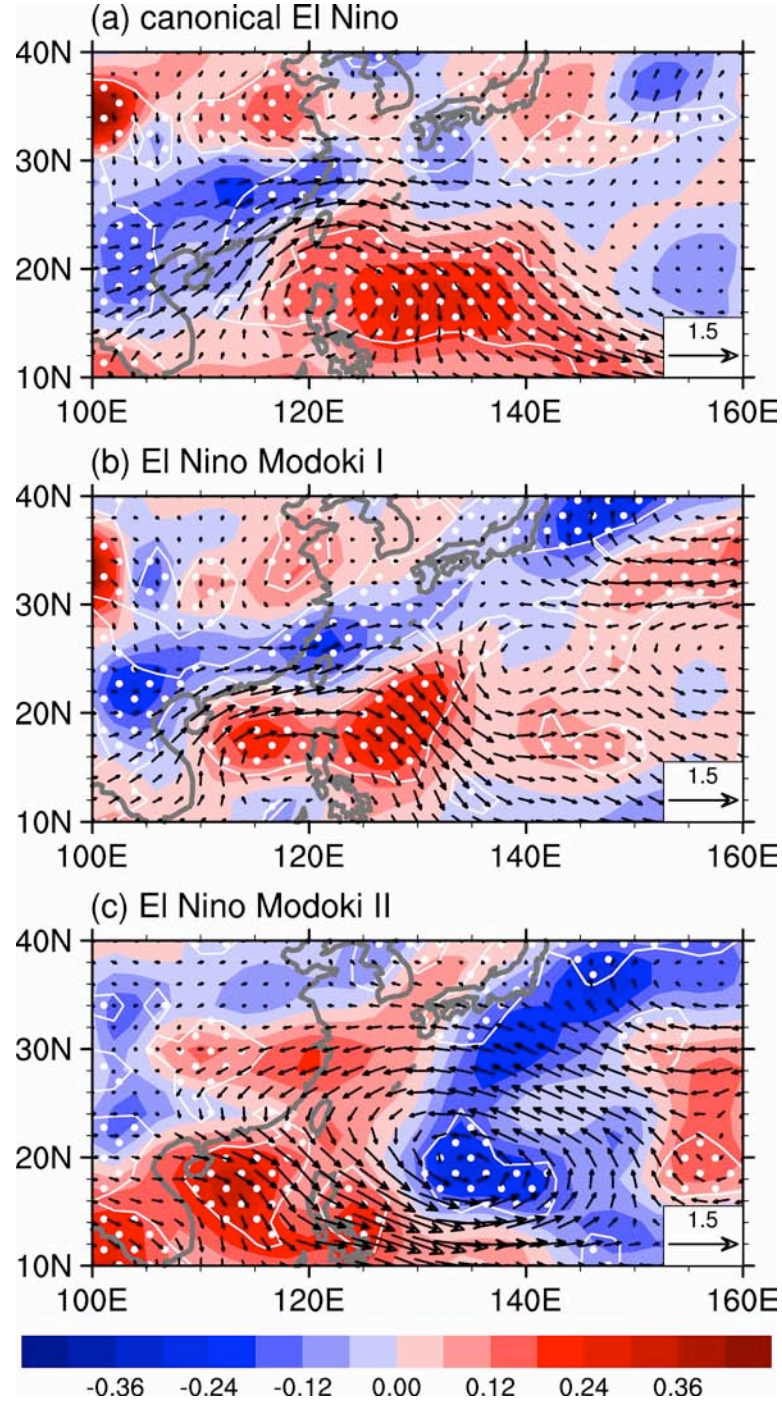 (a) canonical El Nino
40N
30N
20N
10N
1.5
100E 120E 140E 160E
(b) El Nino Modoki I
40N
30N
20N
10N
1.5
100E 120E 140E 160E
(c) El Nino Modoki II
40N
30N
20N
10N
1.5
100E 120E 140E 160E
-0.36 -0.24 -0.12 0.00 0.12 0.24 0.36